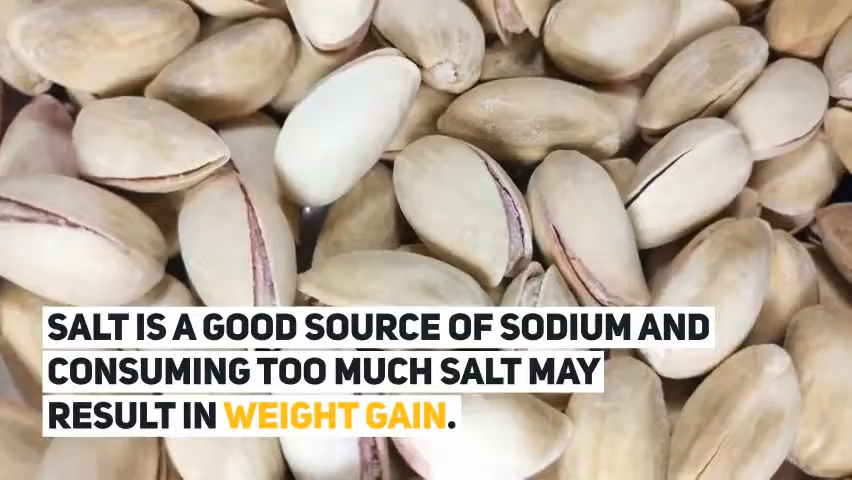 SALT IS A GOOD SOURCE OF SODIUM AND
CONSUMING TOO MUCH SALT MAY
RESULT IN WEIGHT GAIN.